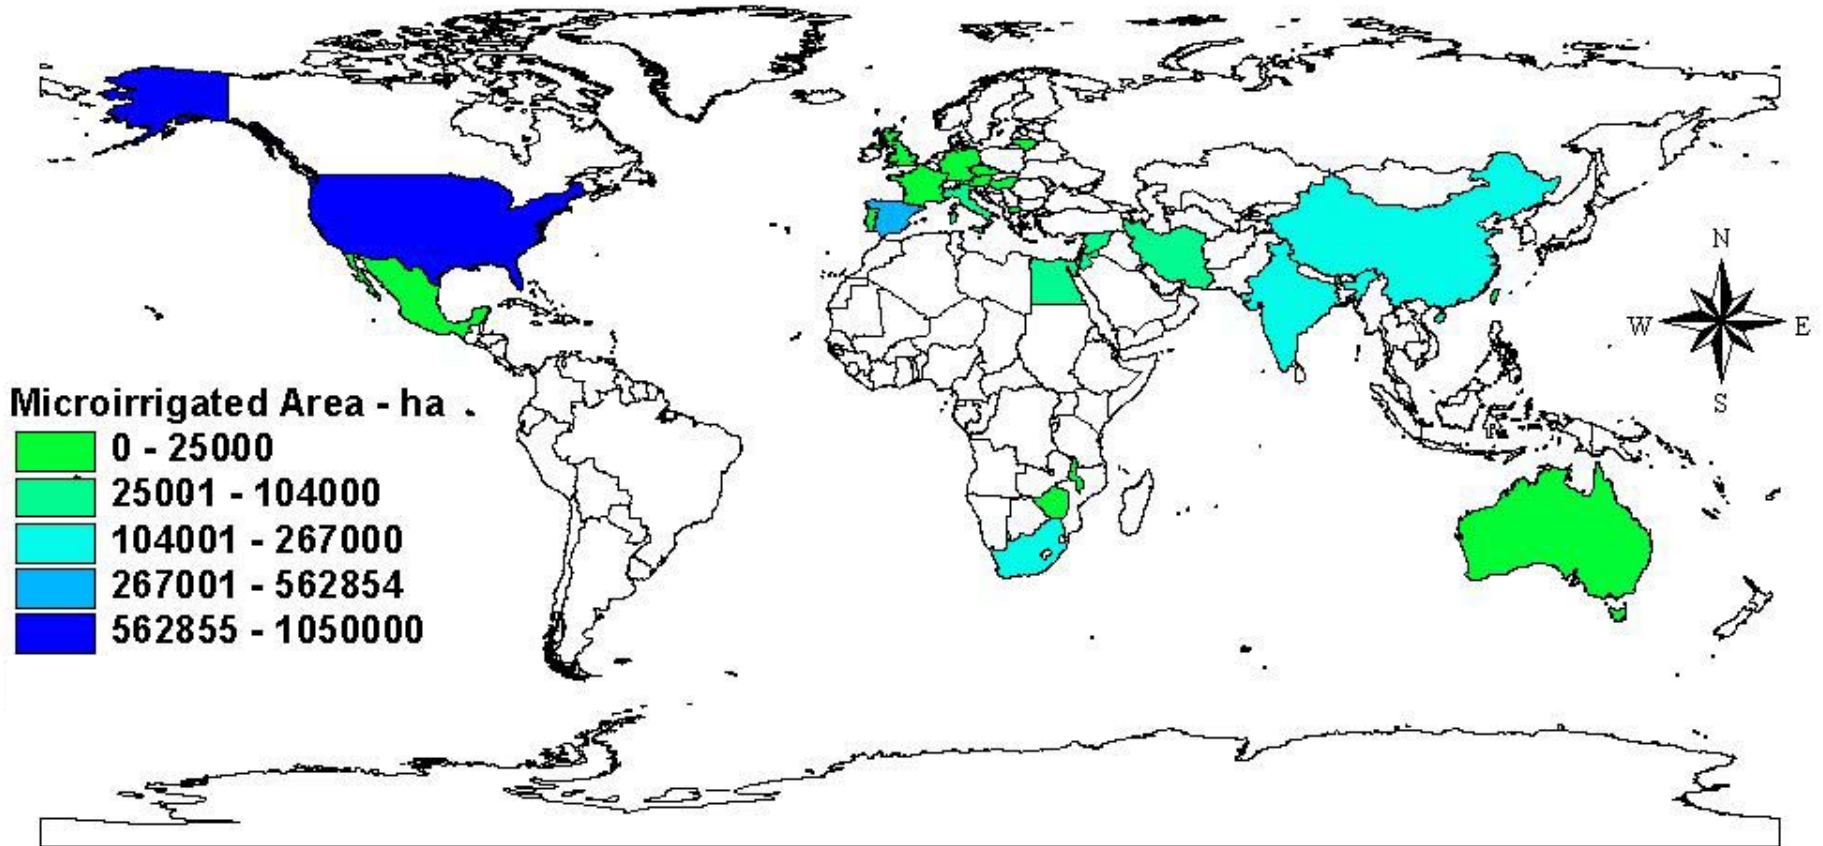 N
W E
S
Microirrigated Area - ha
0 - 25000
25001 - 104000
104001 - 267000
267001 - 562854
562855 - 1050000